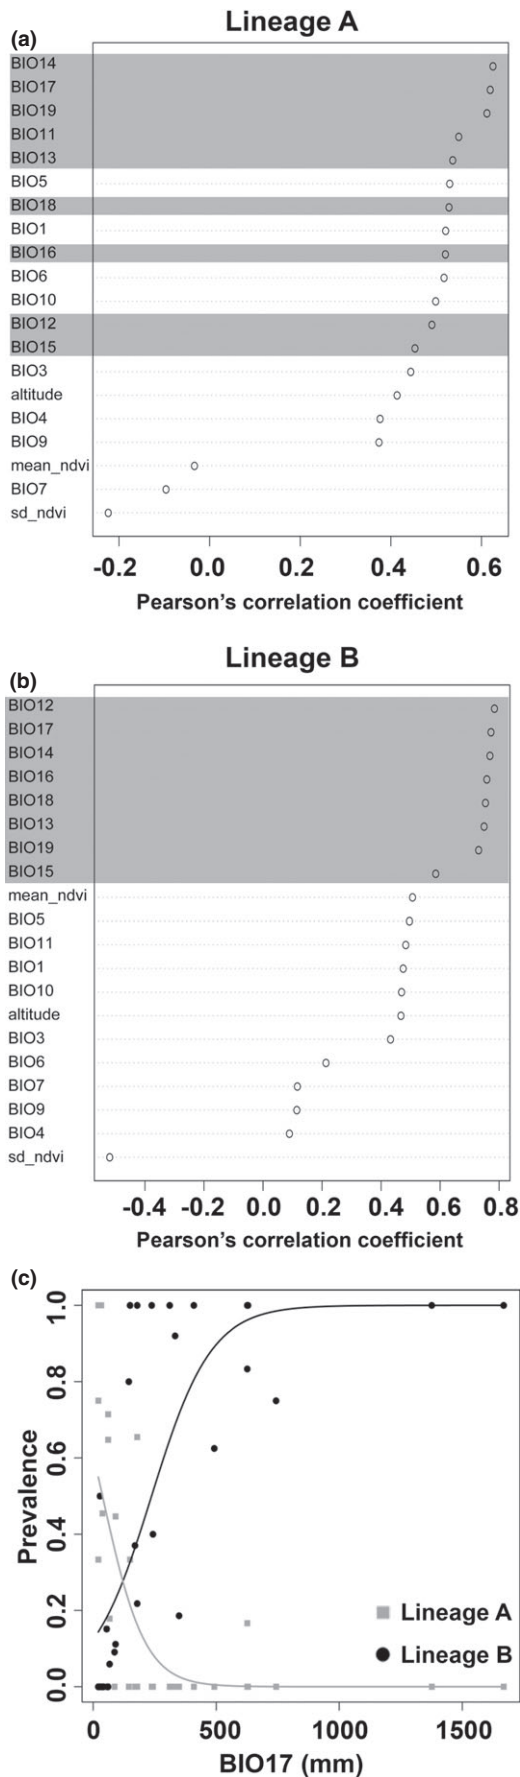 Lineage A
(a)
BIO14
BIO17
BIO19
BIO11
BIO13
BIO5
BIO18
BIO1
BIO16
BIO6
BIO10
BIO12
BIO15
BIO3
altitude
BIO4
BIO9
mean_ndvi
BIO7
sd_ndvi
-0.2 0.0 0.2 0.4 0.6
Pearson's correlation coefficient
Lineage B
(b)
BIO12
BIO17
BIO14
BIO16
BIO18
BIO13
BIO19
BIO15
mean_ndvi
BIO5
BIO11
BIO1
BIO10
altitude
BIO3
BIO6
BIO7
BIO9
BIO4
sd_ndvi
-0.4 -0.2 0.0 0.2 0.4 0.6 0.8
Pearson's correlation coefficient
(c)
Prevalence
1.0
0.8
0.6
0.4
0.2
0.0
Lineage A
Lineage B
0 500 1000 1500
BIO17 (mm)